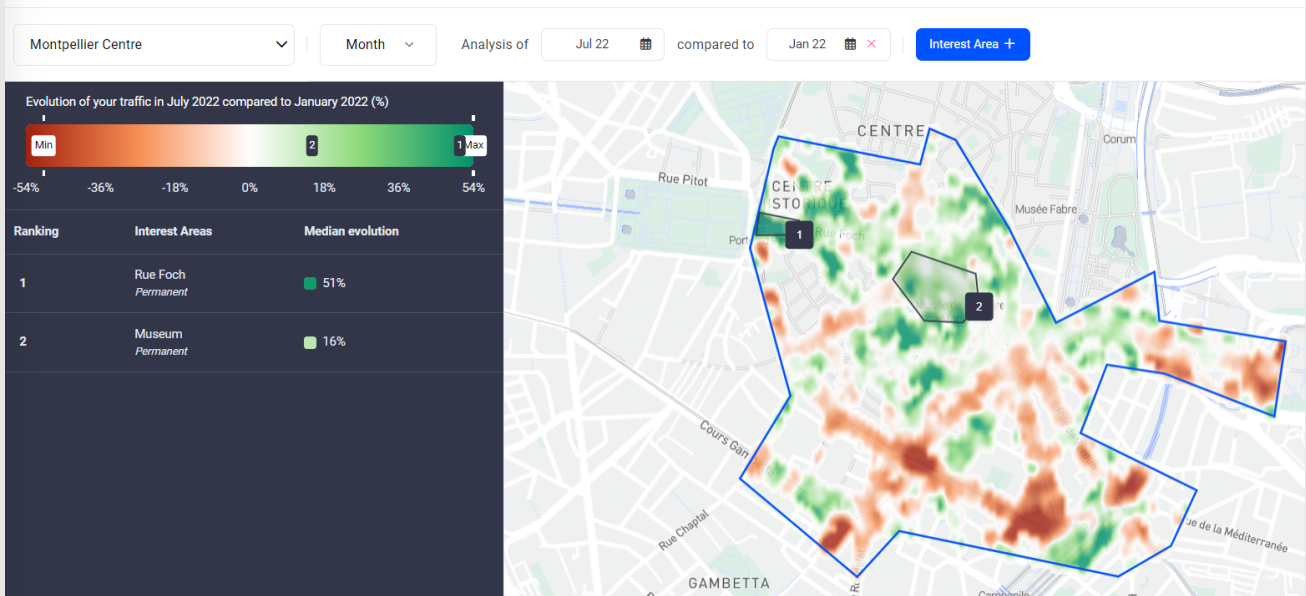 Montpellier Centre
Month
Analysis of
Jul 22
compared to
Jan 22
Interest Area +
Evolution of your traffic in July 2022 compared to January 2022 (%)
Min
2
1
Max
-54%
-36%
-18%
0%
18%
36%
54%
Ranking
Interest Areas
Median evolution
1
Rue Foch
Permanent
51%
2
Museum
Permanent
16%
CENTRE
Corum
Rue Pitot
CENTRE
STORIQUE
Musée Fabre
Rue Foch
Port
1
2
Cours Gam
Rue Chaptal
ue de la Méditerranée
GAMBETTA